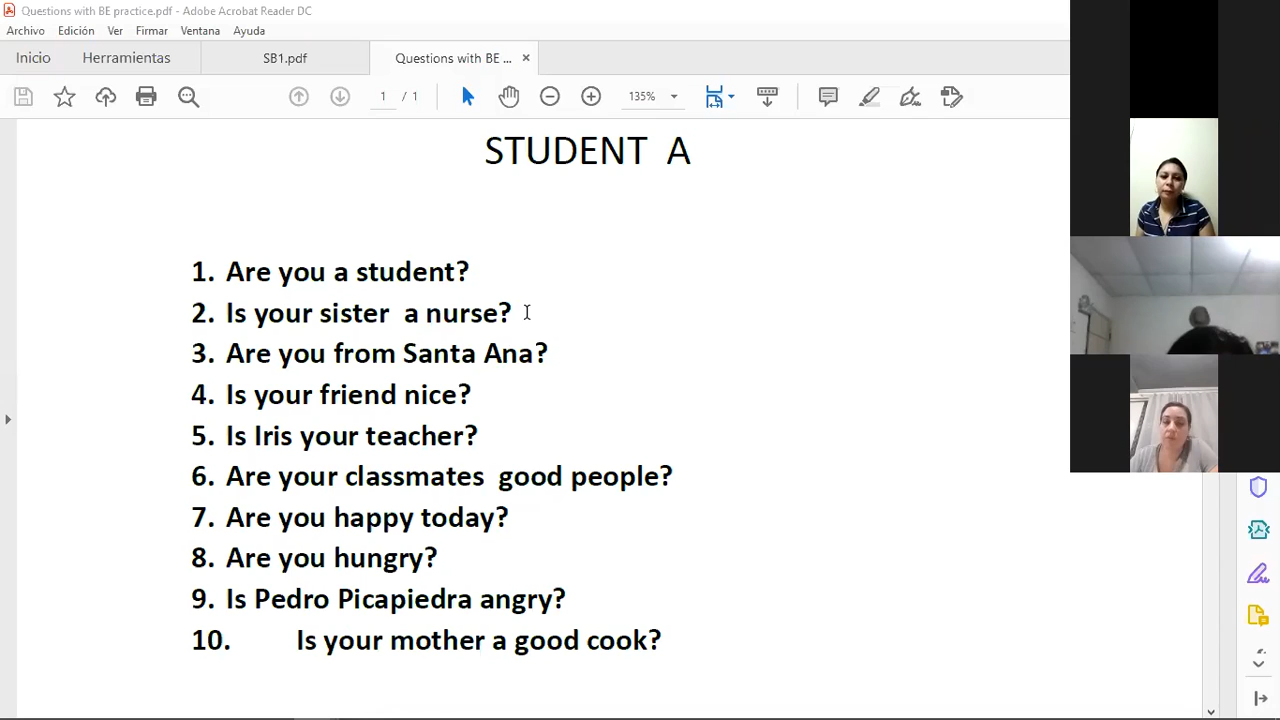 Questions with BE practice.pdf - Adobe Acrobat Reader DC
Archivo Edición Ver Firmar Ventana Ayuda
Inicio Herramientas SB1.pdf Questions with BE ... ×
1 / 1 135%
STUDENT A
1. Are you a student?
2. Is your sister a nurse?
3. Are you from Santa Ana?
4. Is your friend nice?
5. Is Iris your teacher?
6. Are your classmates good people?
7. Are you happy today?
8. Are you hungry?
9. Is Pedro Picapiedra angry?
10. Is your mother a good cook?